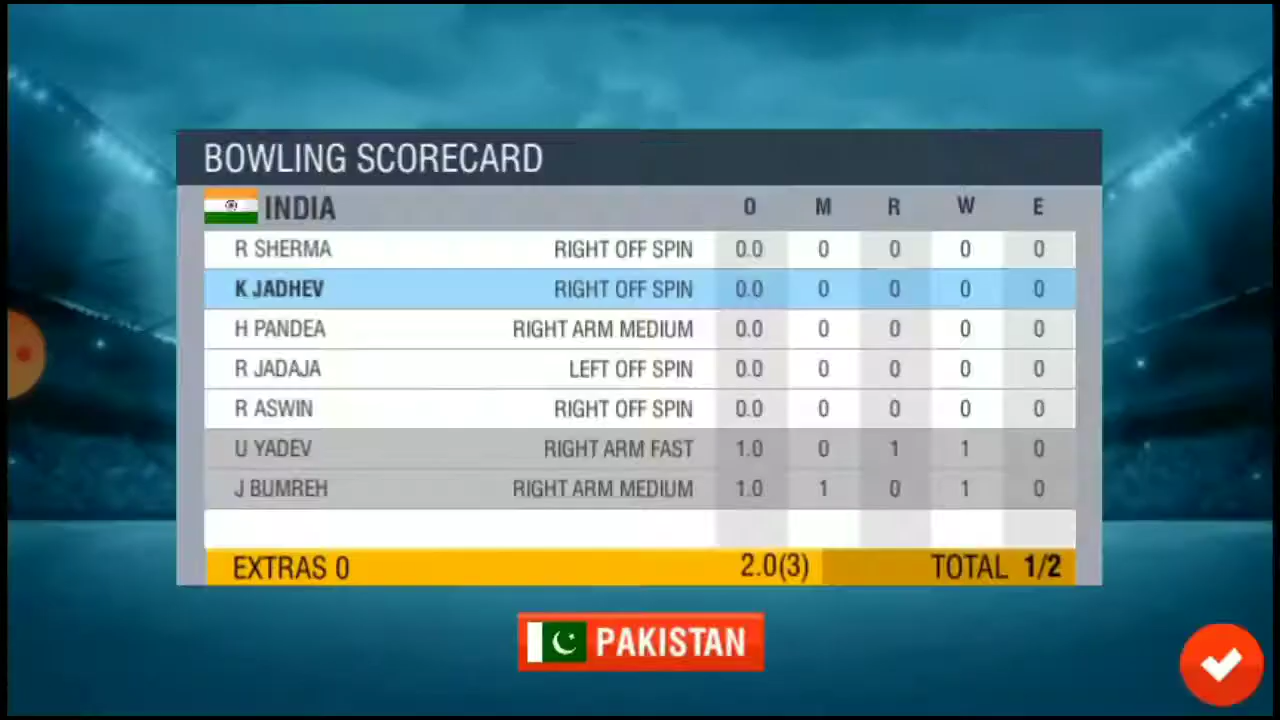 BOWLING SCORECARD
INDIA O M R W E
R SHERMA RIGHT OFF SPIN 0.0 0 0 0 0
K JADHEV RIGHT OFF SPIN 0.0 0 0 0 0
H PANDEA RIGHT ARM MEDIUM 0.0 0 0 0 0
R JADAJA LEFT OFF SPIN 0.0 0 0 0 0
R ASWIN RIGHT OFF SPIN 0.0 0 0 0 0
U YADEV RIGHT ARM FAST 1.0 0 1 1 0
J BUMREH RIGHT ARM MEDIUM 1.0 1 0 1 0
EXTRAS 0 2.0(3) TOTAL 1/2
PAKISTAN